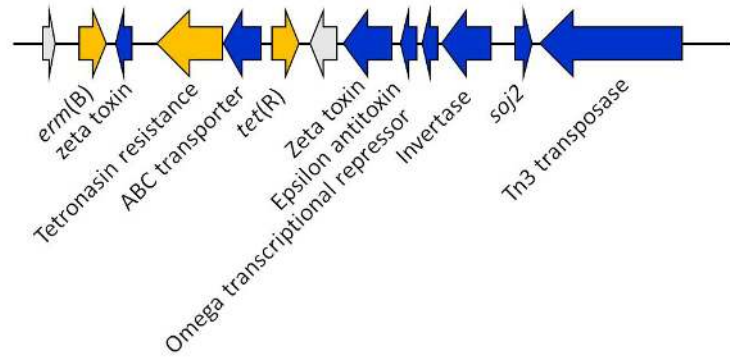 erm(B)
zeta toxin
Tetronasin resistance
ABC transporter
tet(R)
Zeta toxin
Epsilon antitoxin
Omega transcriptional repressor
Invertase
soj2
Tn3 transposase